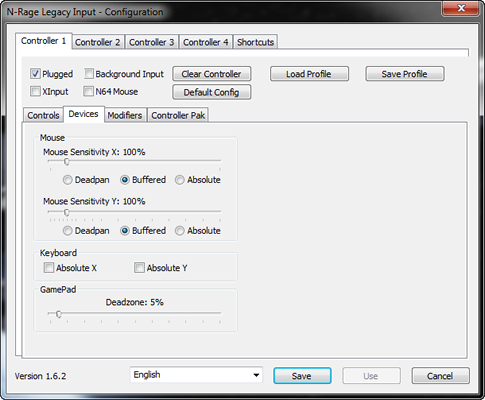 N-Rage Legacy Input - Configuration
Controller 1 Controller 2 Controller 3 Controller 4 Shortcuts
Plugged Background Input Clear Controller Load Profile Save Profile
XInput N64 Mouse Default Config
Controls Devices Modifiers Controller Pak
Mouse
Mouse Sensitivity X: 100%
Deadpan Buffered Absolute
Mouse Sensitivity Y: 100%
Deadpan Buffered Absolute
Keyboard
Absolute X Absolute Y
GamePad
Deadzone: 5%
Version 1.6.2 English Save Use Cancel